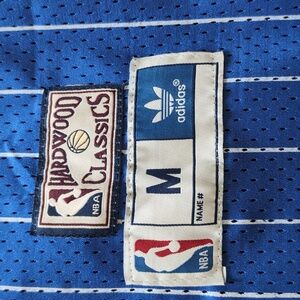 HARDWOOD
CLASSICS
NBA
adidas®
M
NAME#
NBA